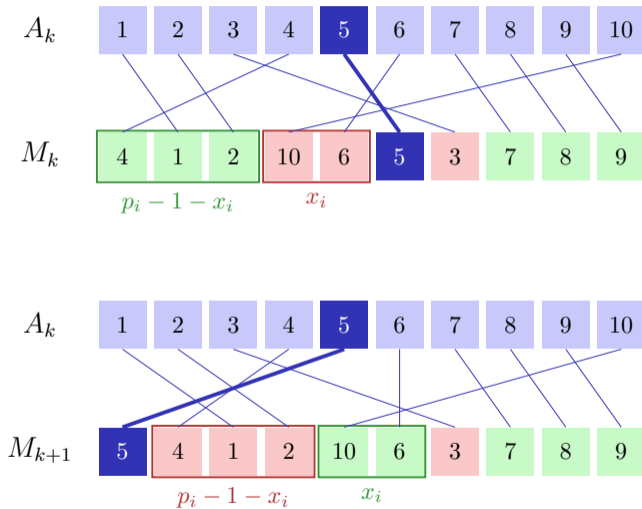 A_k 1 2 3 4 5 6 7 8 9 10
M_k 4 1 2 10 6 5 3 7 8 9
p_i − 1 − x_i x_i
A_k 1 2 3 4 5 6 7 8 9 10
M_{k+1} 5 4 1 2 10 6 3 7 8 9
p_i − 1 − x_i x_i